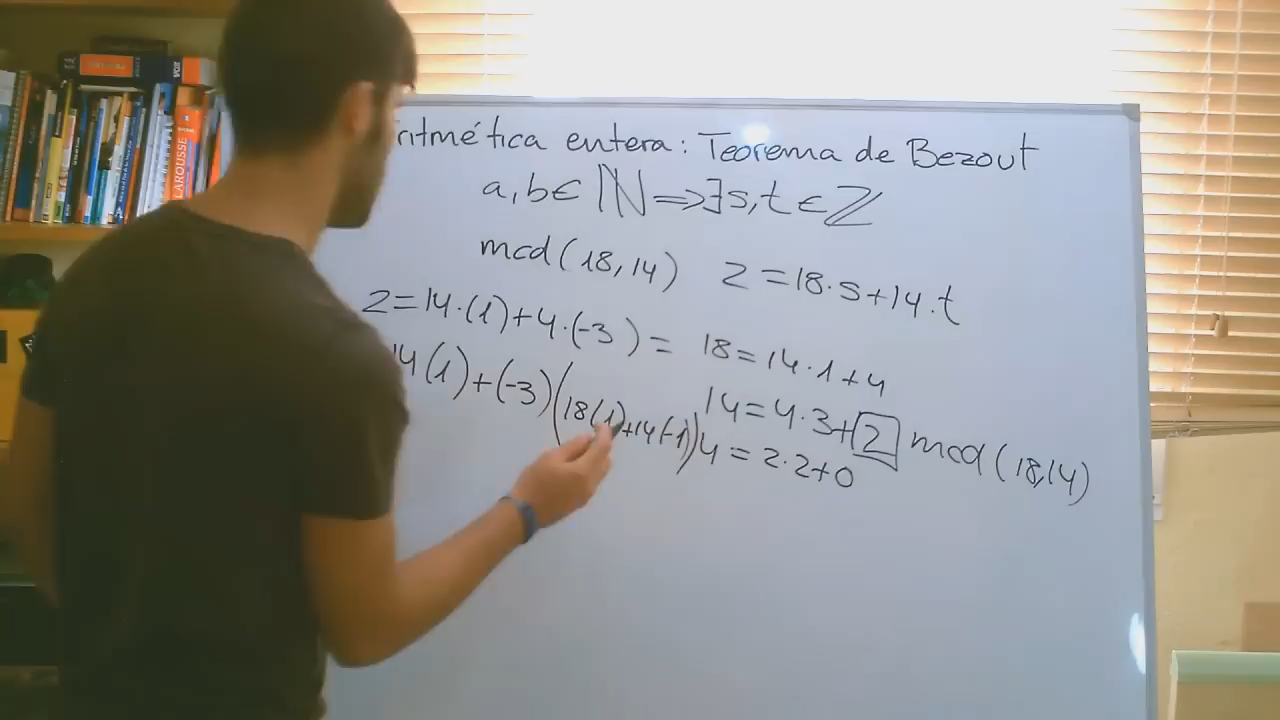 ritmética entera: Teorema de Bezout
a, b ∈ ℕ ⇒ ∃ s, t ∈ ℤ
mcd (18, 14) 2 = 18·s + 14·t
2 = 14·(1) + 4·(-3) =
18 = 14·1 + 4
14(1) + (-3)(18(1) + 14(-1))
14 = 4·3 + 2 mcd (18, 14)
4 = 2·2 + 0
LAROUSSE
VOX